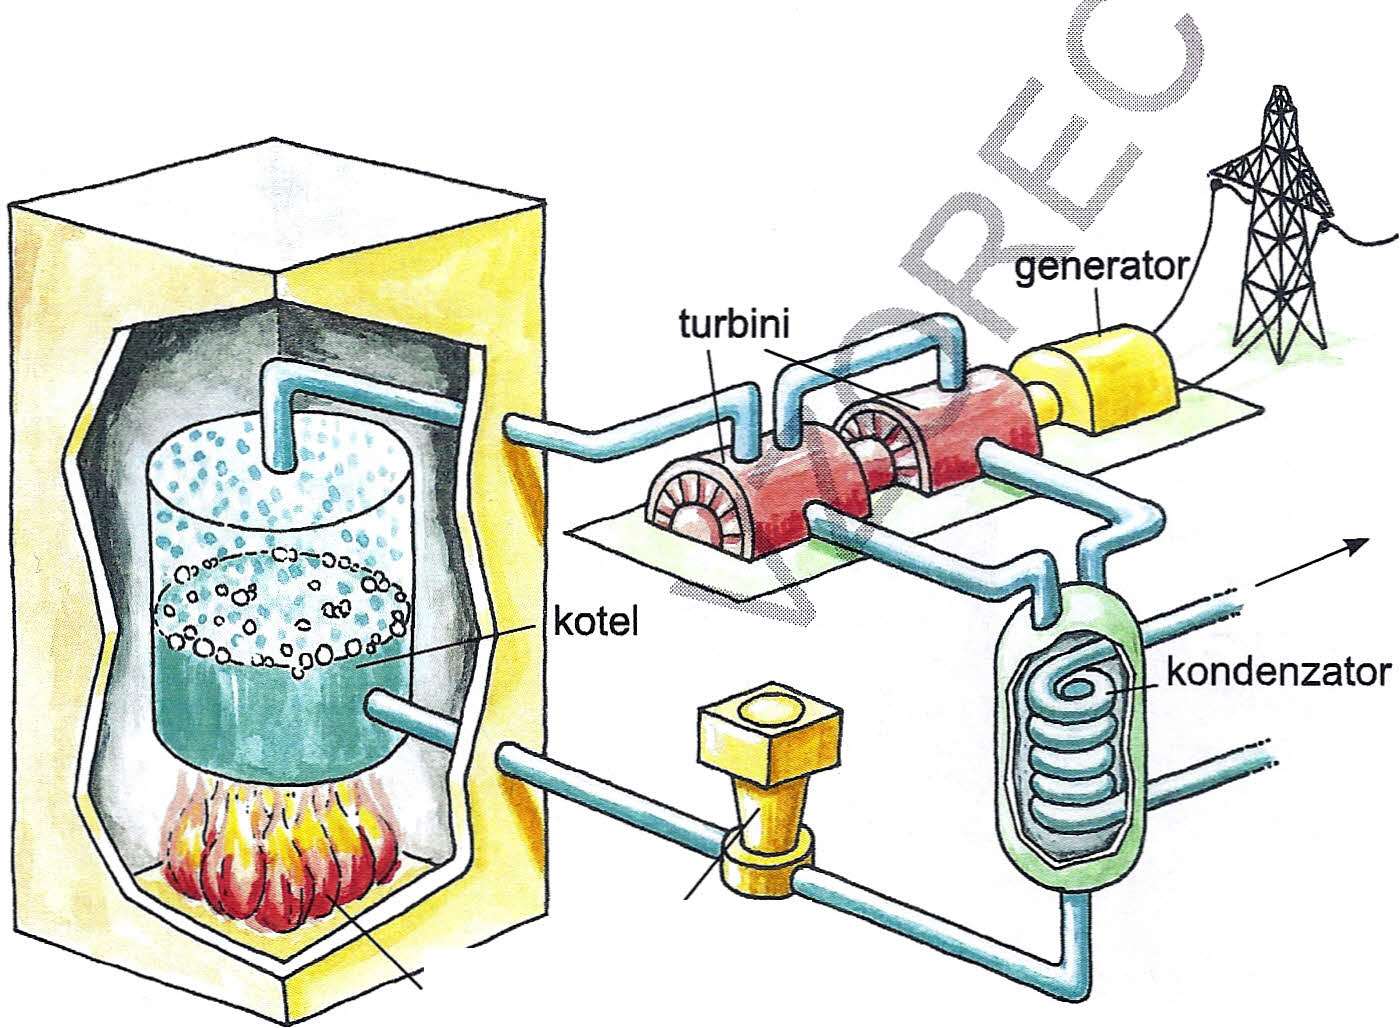 generator
turbini
kotel
kondenzator